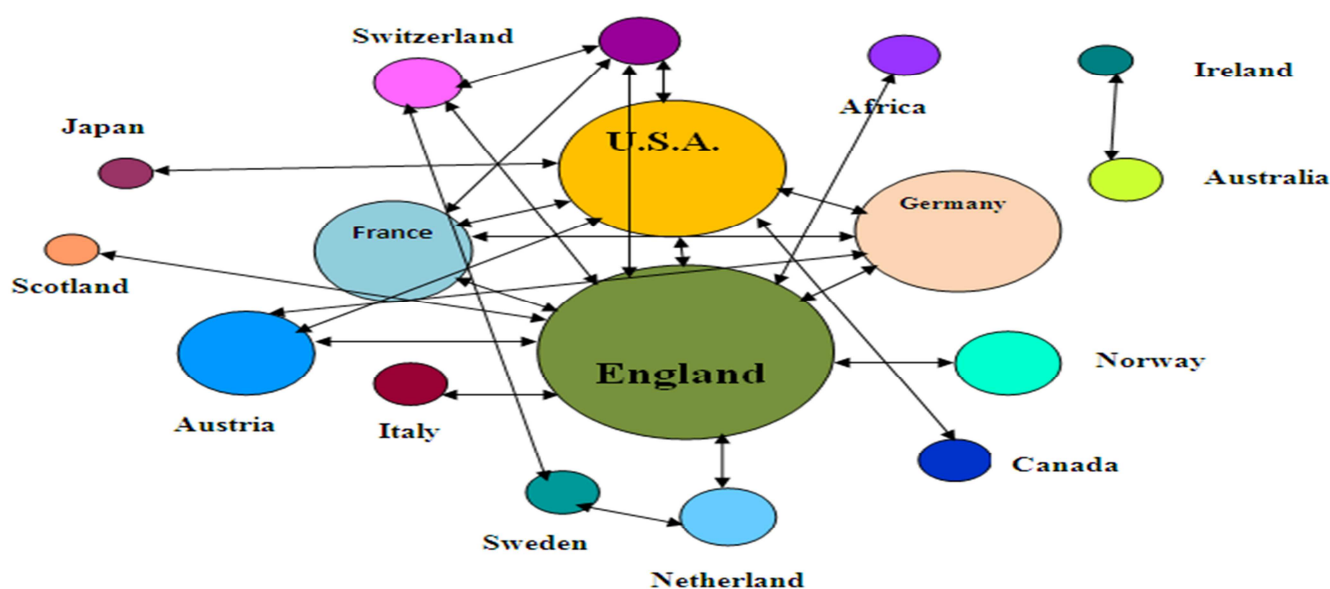 Switzerland
Africa
Ireland
Japan
U.S.A.
Australia
Germany
France
Scotland
England
Norway
Austria
Italy
Canada
Sweden
Netherland